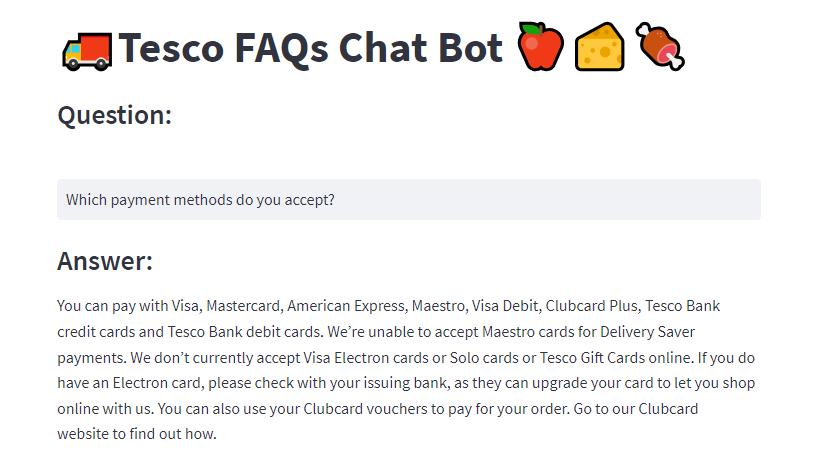 Tesco FAQs Chat Bot
Question:
Which payment methods do you accept?
Answer:
You can pay with Visa, Mastercard, American Express, Maestro, Visa Debit, Clubcard Plus, Tesco Bank
credit cards and Tesco Bank debit cards. We’re unable to accept Maestro cards for Delivery Saver
payments. We don’t currently accept Visa Electron cards or Solo cards or Tesco Gift Cards online. If you do
have an Electron card, please check with your issuing bank, as they can upgrade your card to let you shop
online with us. You can also use your Clubcard vouchers to pay for your order. Go to our Clubcard
website to find out how.